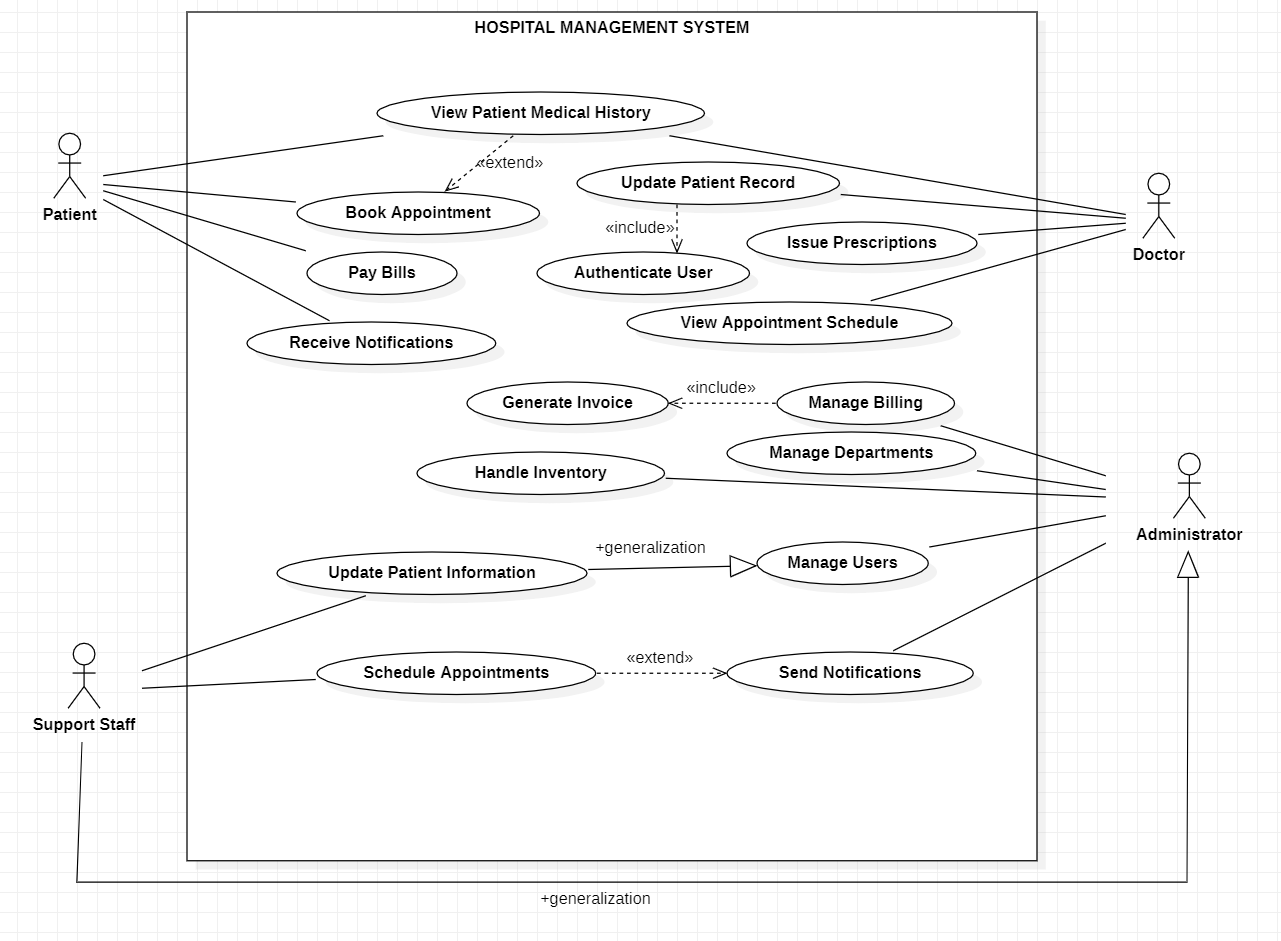 HOSPITAL MANAGEMENT SYSTEM
View Patient Medical History
«extend»
Update Patient Record
Patient
Book Appointment
«include»
Issue Prescriptions
Doctor
Pay Bills
Authenticate User
View Appointment Schedule
Receive Notifications
«include»
Generate Invoice
Manage Billing
Manage Departments
Handle Inventory
Administrator
+generalization
Manage Users
Update Patient Information
«extend»
Schedule Appointments
Send Notifications
Support Staff
+generalization